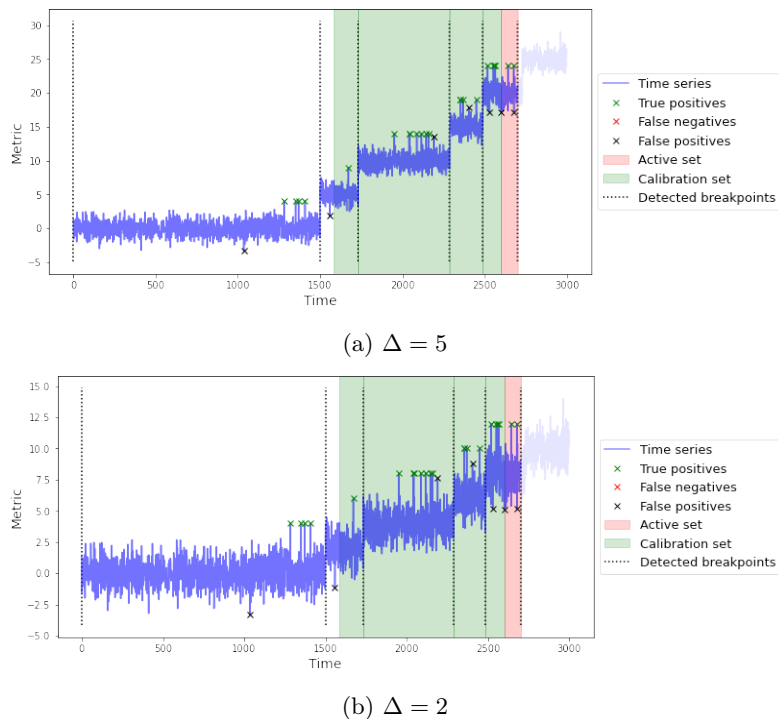 30
25
20
15
10
5
0
−5
Metric
0 500 1000 1500 2000 2500 3000
Time
Time series
True positives
False negatives
False positives
Active set
Calibration set
Detected breakpoints
(a) Δ = 5
15.0
12.5
10.0
7.5
5.0
2.5
0.0
−2.5
−5.0
Metric
0 500 1000 1500 2000 2500 3000
Time
Time series
True positives
False negatives
False positives
Active set
Calibration set
Detected breakpoints
(b) Δ = 2